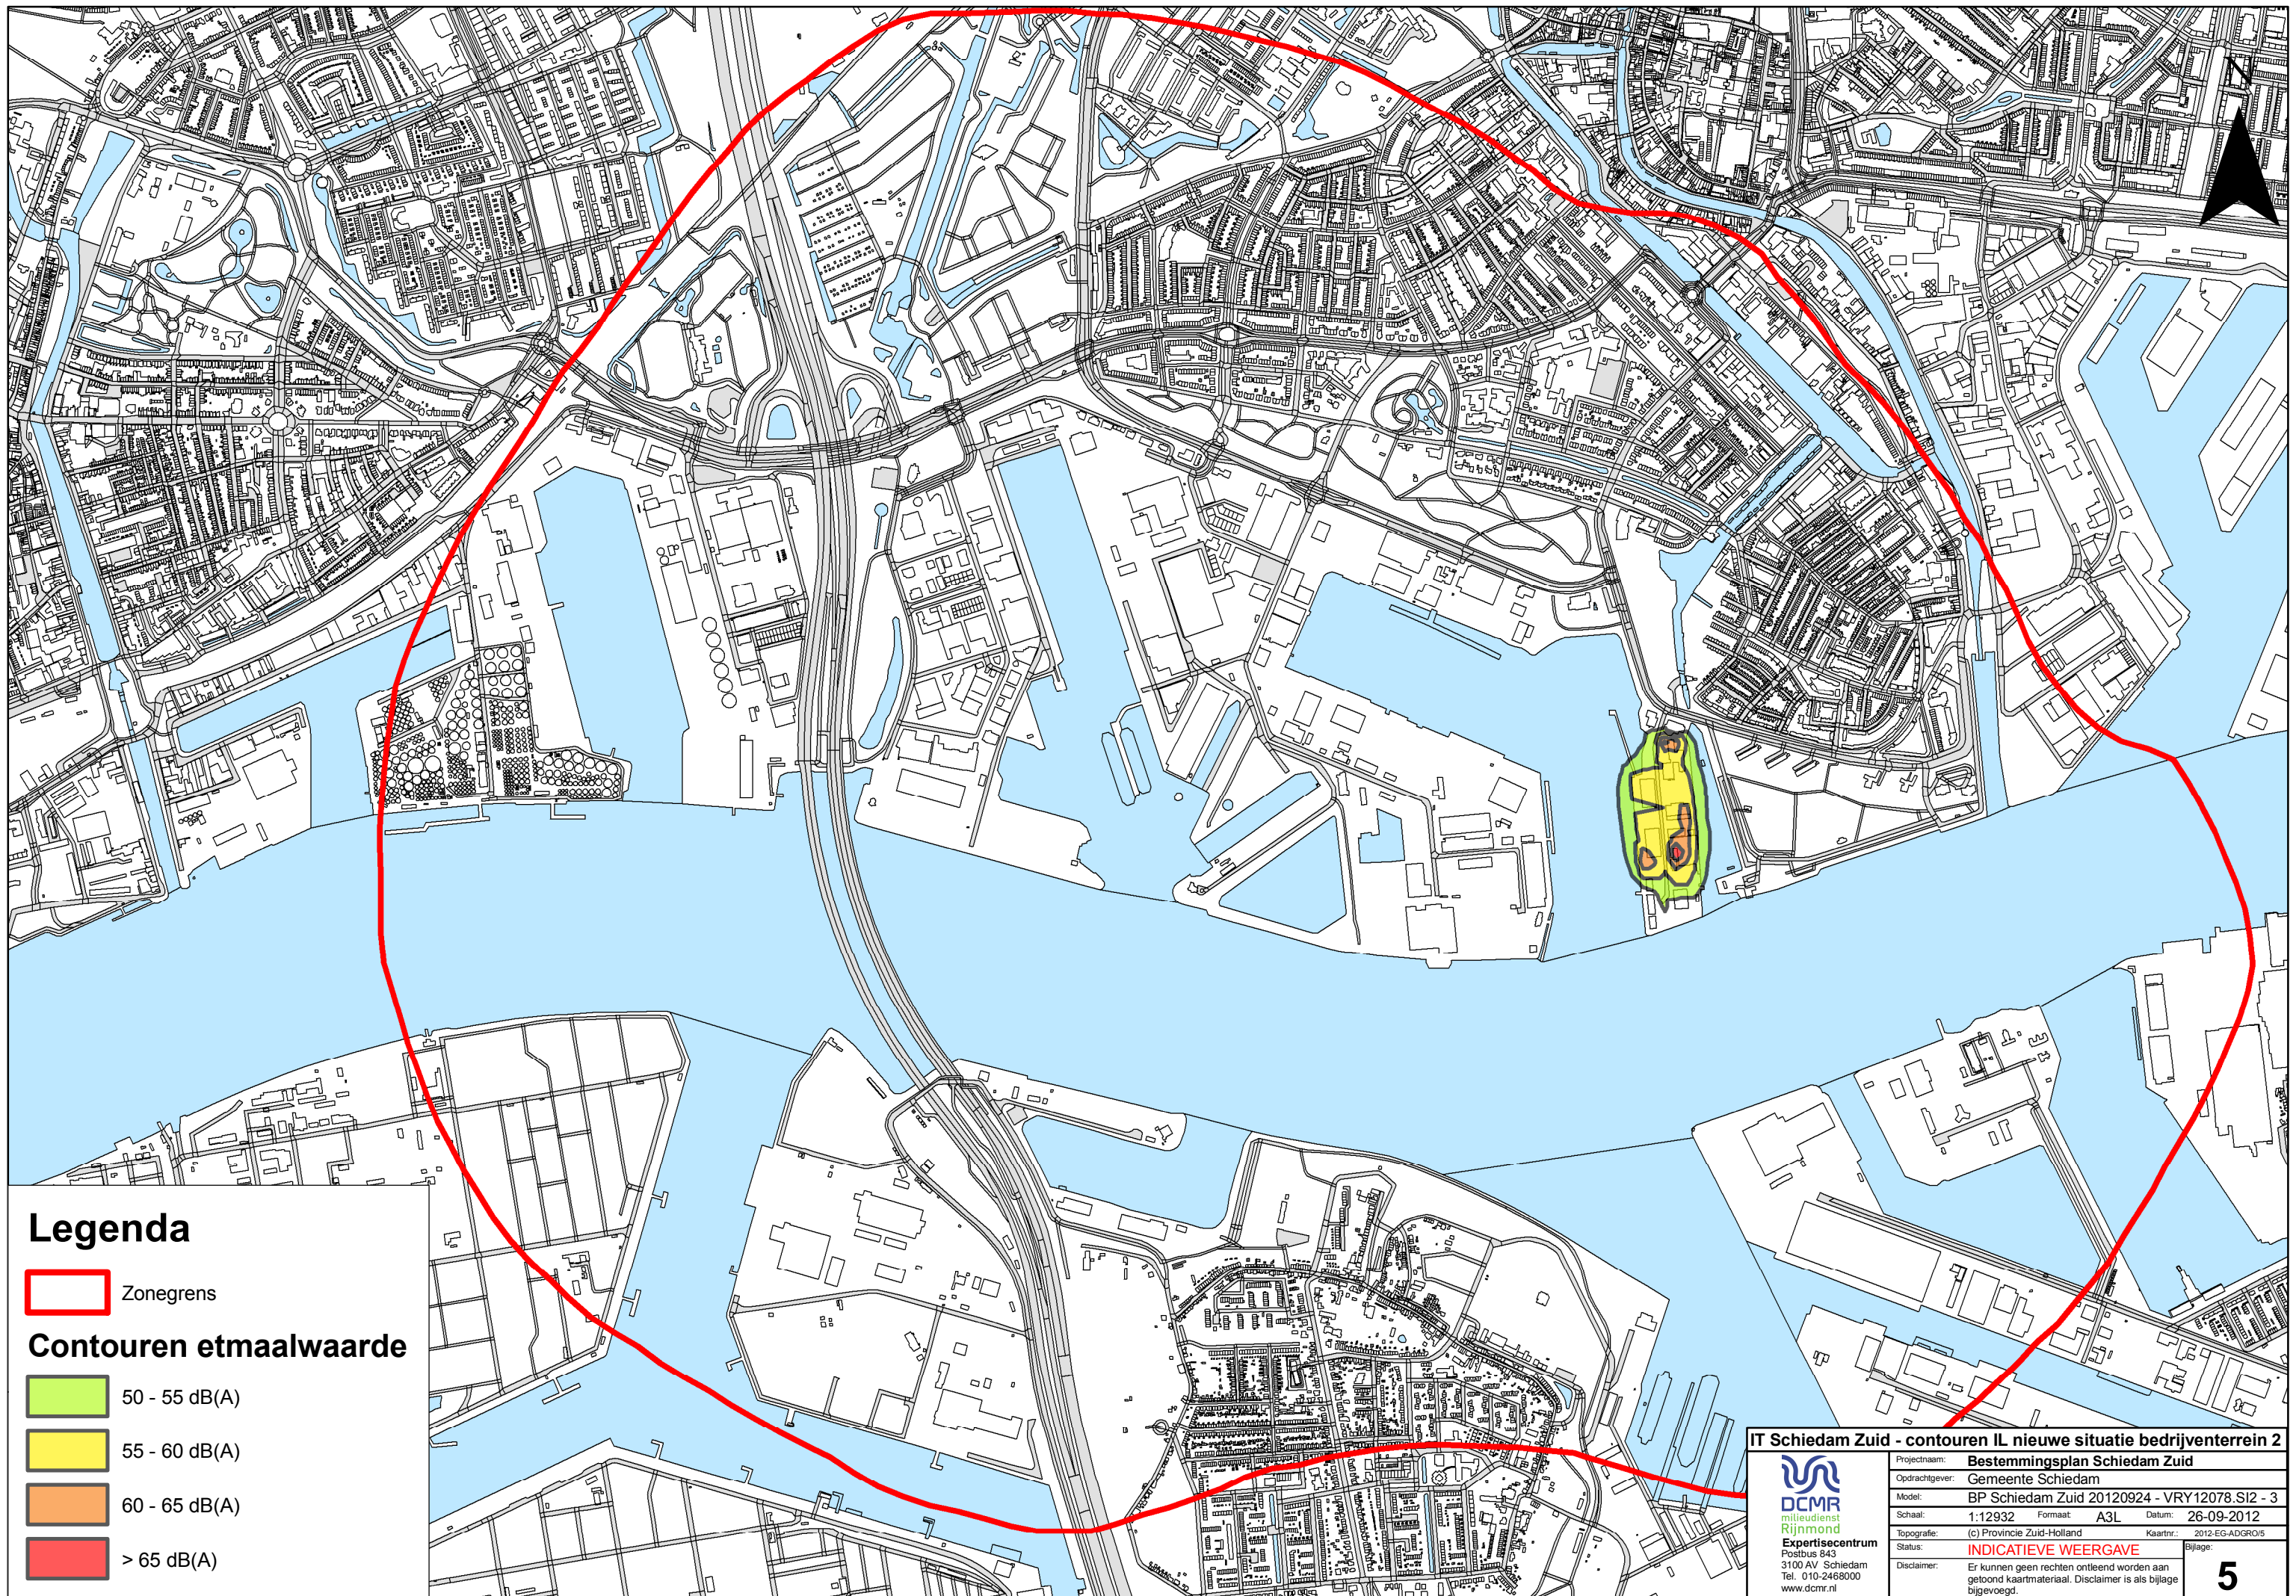 N
Legenda
Zonegrens
Contouren etmaalwaarde
50 - 55 dB(A)
55 - 60 dB(A)
60 - 65 dB(A)
> 65 dB(A)
IT Schiedam Zuid - contouren IL nieuwe situatie bedrijventerrein 2
DCMR
milieudienst
Rijnmond
Expertisecentrum
Postbus 843
3100 AV Schiedam
Tel. 010-2468000
www.dcmr.nl
Projectnaam: Bestemmingsplan Schiedam Zuid
Opdrachtgever: Gemeente Schiedam
Model: BP Schiedam Zuid 20120924 - VRY12078.SI2 - 3
Schaal: 1:12932 Formaat: A3L Datum: 26-09-2012
Topografie: (c) Provincie Zuid-Holland Kaartnr.: 2012-EG-ADGRO/5
Status: INDICATIEVE WEERGAVE
Disclaimer: Er kunnen geen rechten ontleend worden aan
getoond kaartmateriaal. Disclaimer is als bijlage
bijgevoegd.
Bijlage:
5